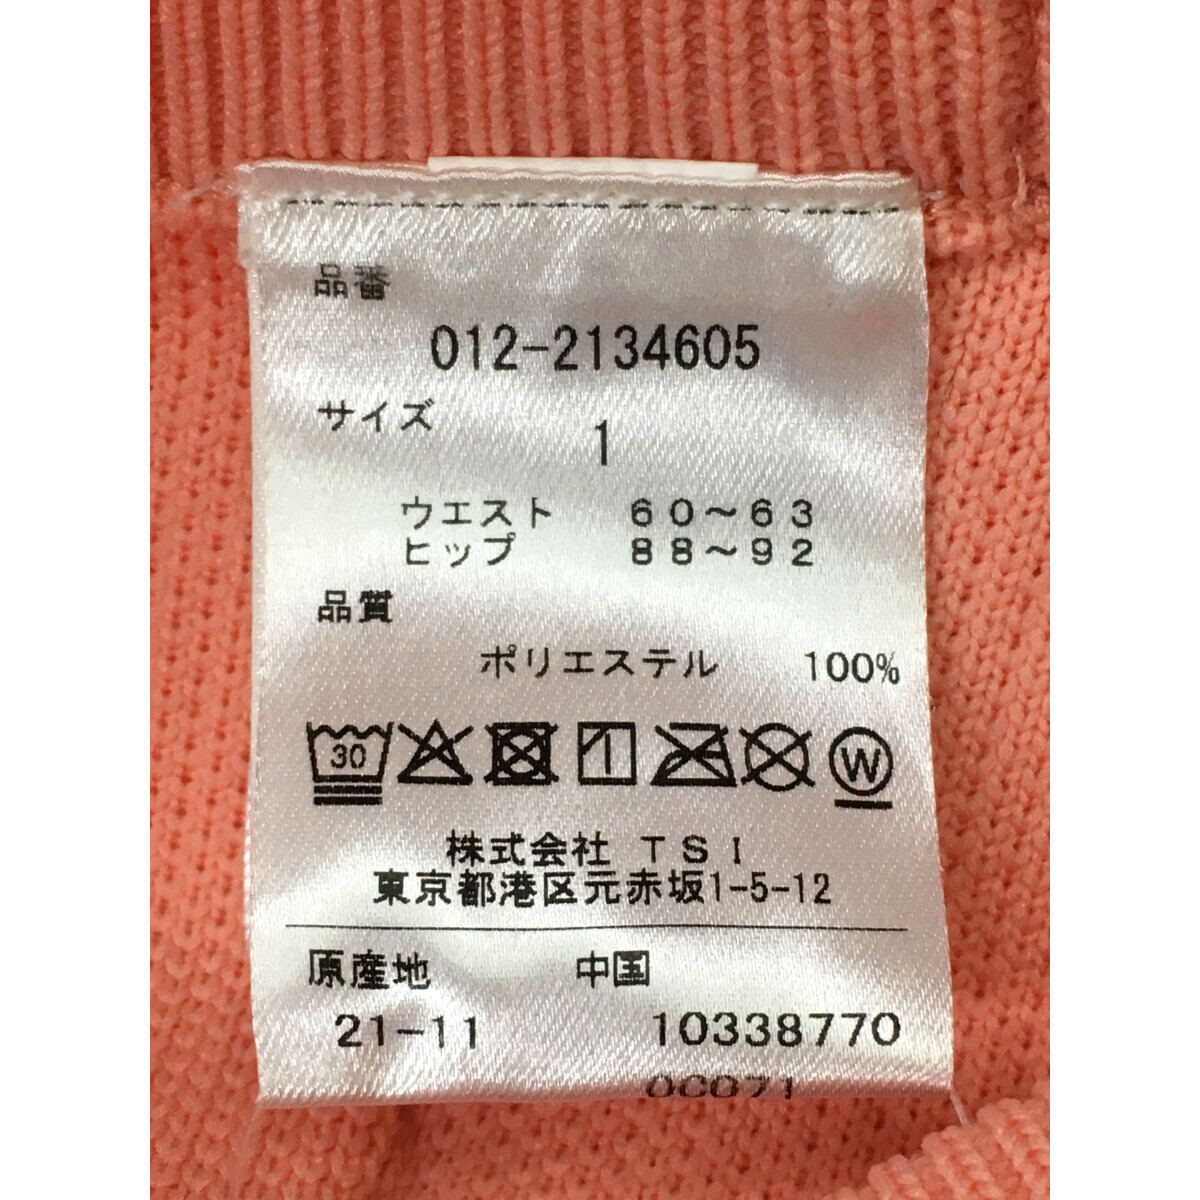 品番
012-2134605
サイズ
1
ウエスト 60～63
ヒップ 88～92
品質
ポリエステル 100%
30 W
株式会社 TSI
東京都港区元赤坂1-5-12
原産地 中国
21-11 10338770